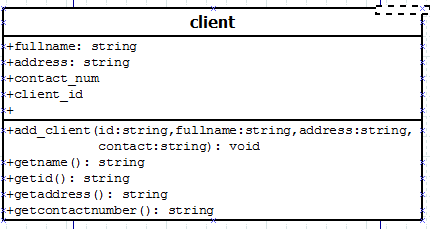 client
+fullname: string
+address: string
+contact_num
+client_id
+
+add_client(id:string,fullname:string,address:string,
contact:string): void
+getname(): string
+getid(): string
+getaddress(): string
+getcontactnumber(): string